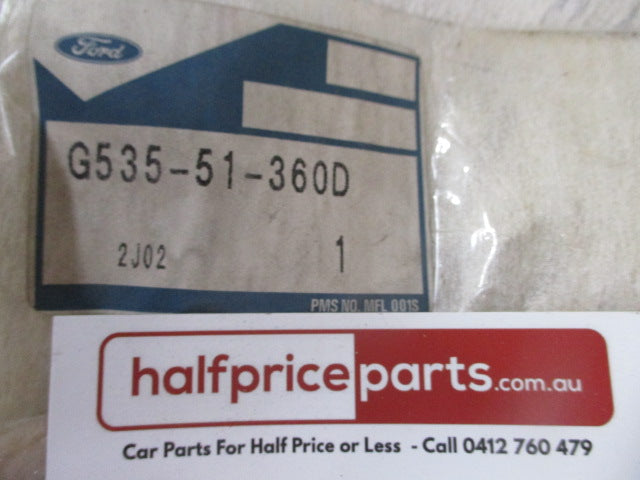 Ford
G535-51-360D
2J02 1
PMS NO. MFL 001S
halfpriceparts.com.au
Car Parts For Half Price or Less - Call 0412 760 479